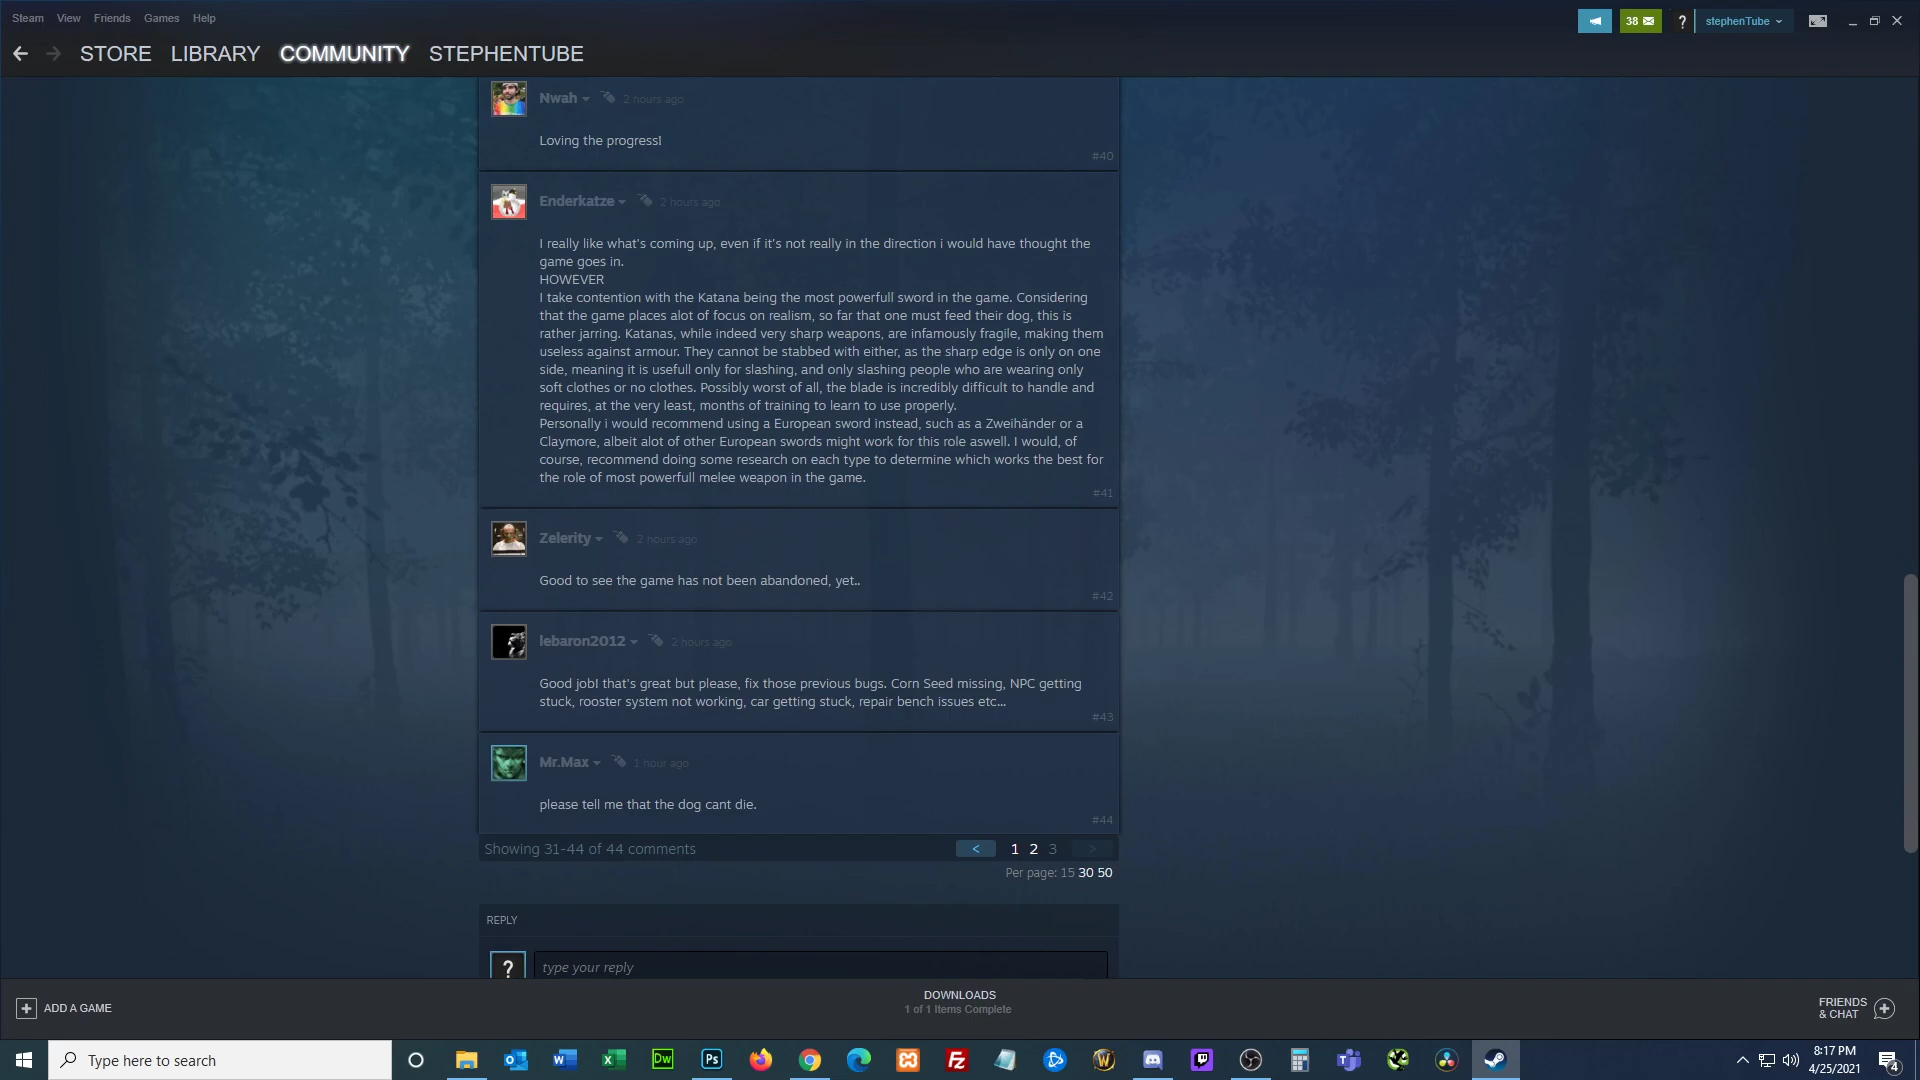 Steam View Friends Games Help
38
?
stephenTube
STORE LIBRARY COMMUNITY STEPHENTUBE
Nwah 2 hours ago
Loving the progress!
#40
Enderkatze 2 hours ago
I really like what's coming up, even if it's not really in the direction i would have thought the
game goes in.
HOWEVER
I take contention with the Katana being the most powerfull sword in the game. Considering
that the game places alot of focus on realism, so far that one must feed their dog, this is
rather jarring. Katanas, while indeed very sharp weapons, are infamously fragile, making them
useless against armour. They cannot be stabbed with either, as the sharp edge is only on one
side, meaning it is usefull only for slashing, and only slashing people who are wearing only
soft clothes or no clothes. Possibly worst of all, the blade is incredibly difficult to handle and
requires, at the very least, months of training to learn to use properly.
Personally i would recommend using a European sword instead, such as a Zweihänder or a
Claymore, albeit alot of other European swords might work for this role aswell. I would, of
course, recommend doing some research on each type to determine which works the best for
the role of most powerfull melee weapon in the game.
#41
Zelerity 2 hours ago
Good to see the game has not been abandoned, yet..
#42
lebaron2012 2 hours ago
Good job! that's great but please, fix those previous bugs. Corn Seed missing, NPC getting
stuck, rooster system not working, car getting stuck, repair bench issues etc...
#43
Mr.Max 1 hour ago
please tell me that the dog cant die.
#44
Showing 31-44 of 44 comments < 1 2 3 >
Per page: 15 30 50
REPLY
? type your reply
ADD A GAME
DOWNLOADS
1 of 1 Items Complete
FRIENDS
& CHAT
Type here to search
W
X
Dw
Ps
Fz
W
8:17 PM
4/25/2021
4